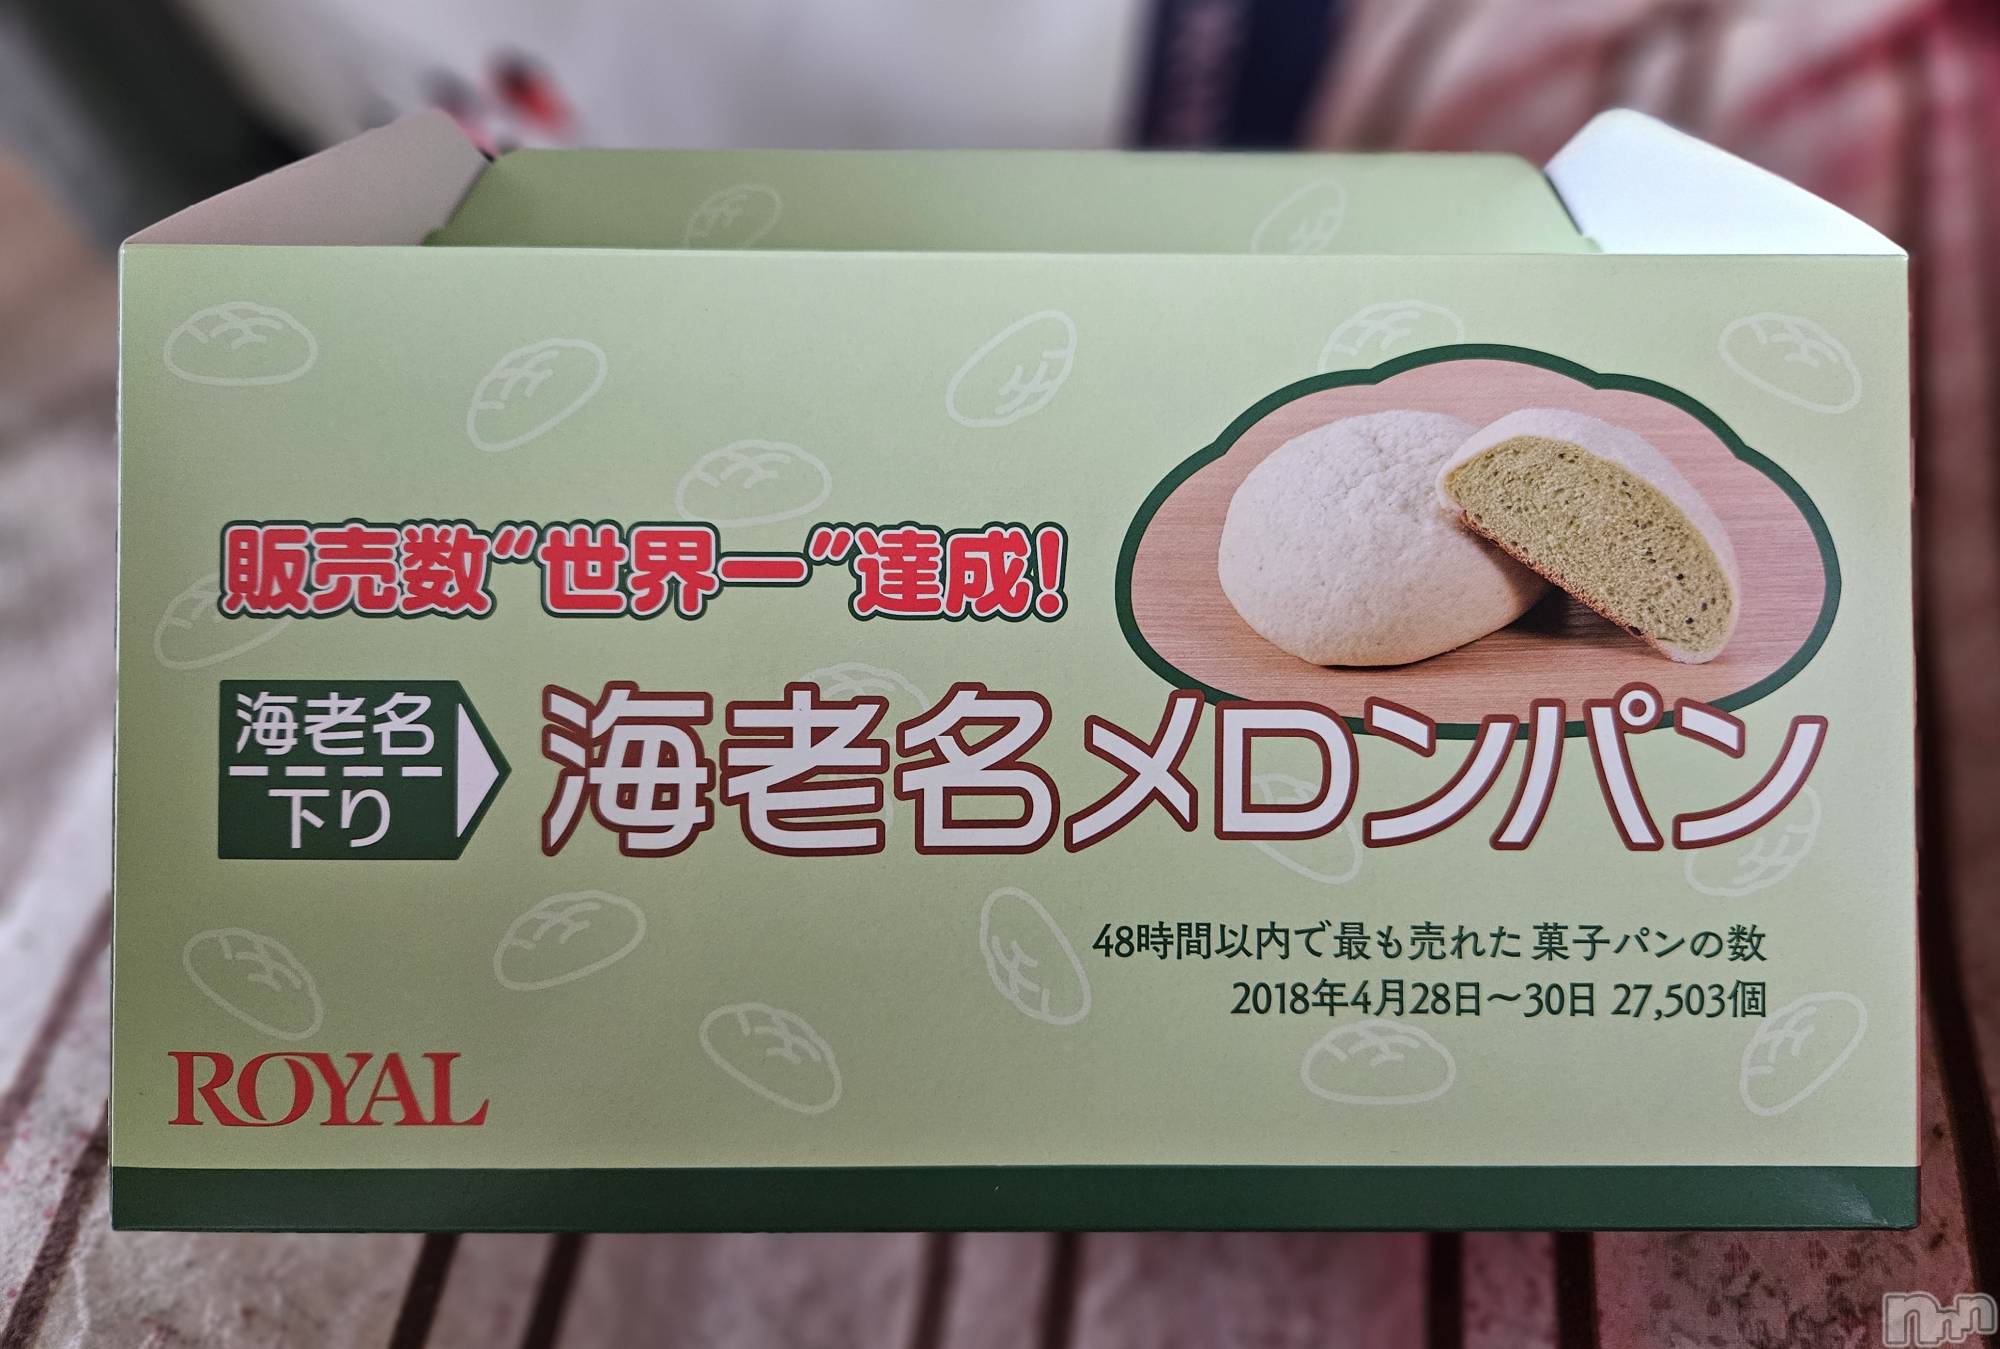 販売数“世界一”達成!
海老名
下り
海老名メロンパン
48時間以内で最も売れた菓子パンの数
2018年4月28日〜30日 27,503個
ROYAL